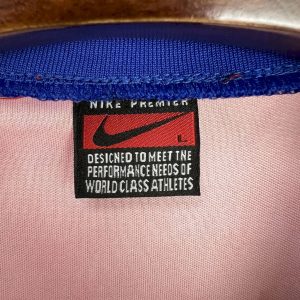 NIKE PREMIER
L
DESIGNED TO MEET THE
PERFORMANCE NEEDS OF
WORLD CLASS ATHLETES